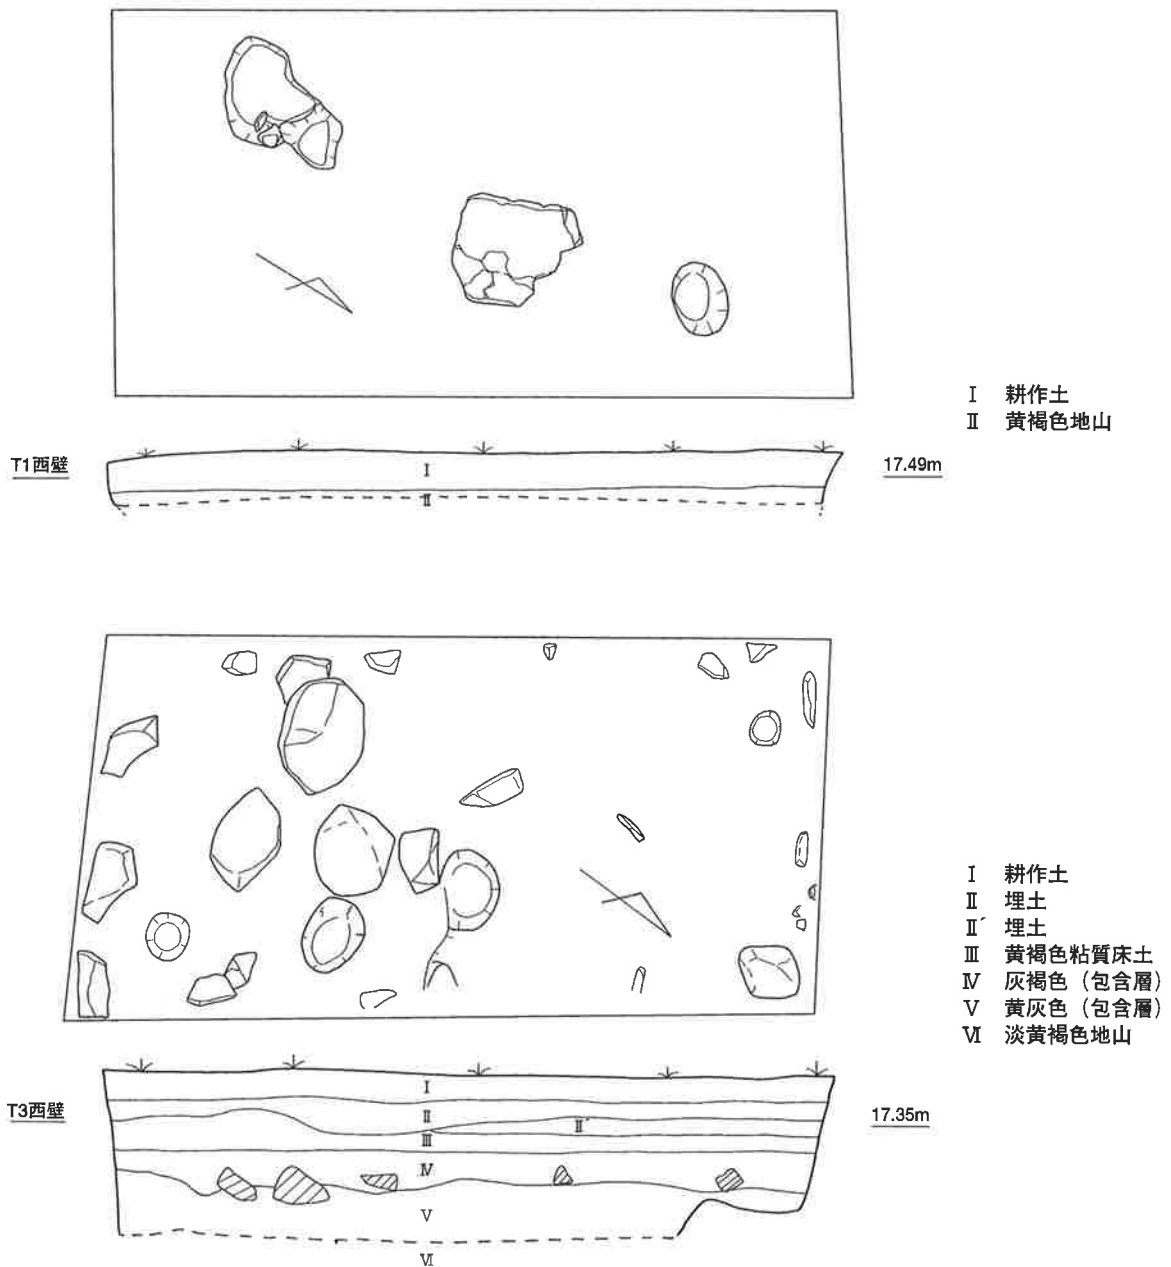 Ⅰ 耕作土
Ⅱ 黄褐色地山
T1西壁
Ⅰ
17.49m
Ⅱ
Ⅰ 耕作土
Ⅱ 埋土
Ⅱ´ 埋土
Ⅲ 黄褐色粘質床土
Ⅳ 灰褐色（包含層）
Ⅴ 黄灰色（包含層）
Ⅵ 淡黄褐色地山
T3西壁
Ⅰ
17.35m
Ⅱ
Ⅱ´
Ⅲ
Ⅳ
Ⅴ
Ⅵ